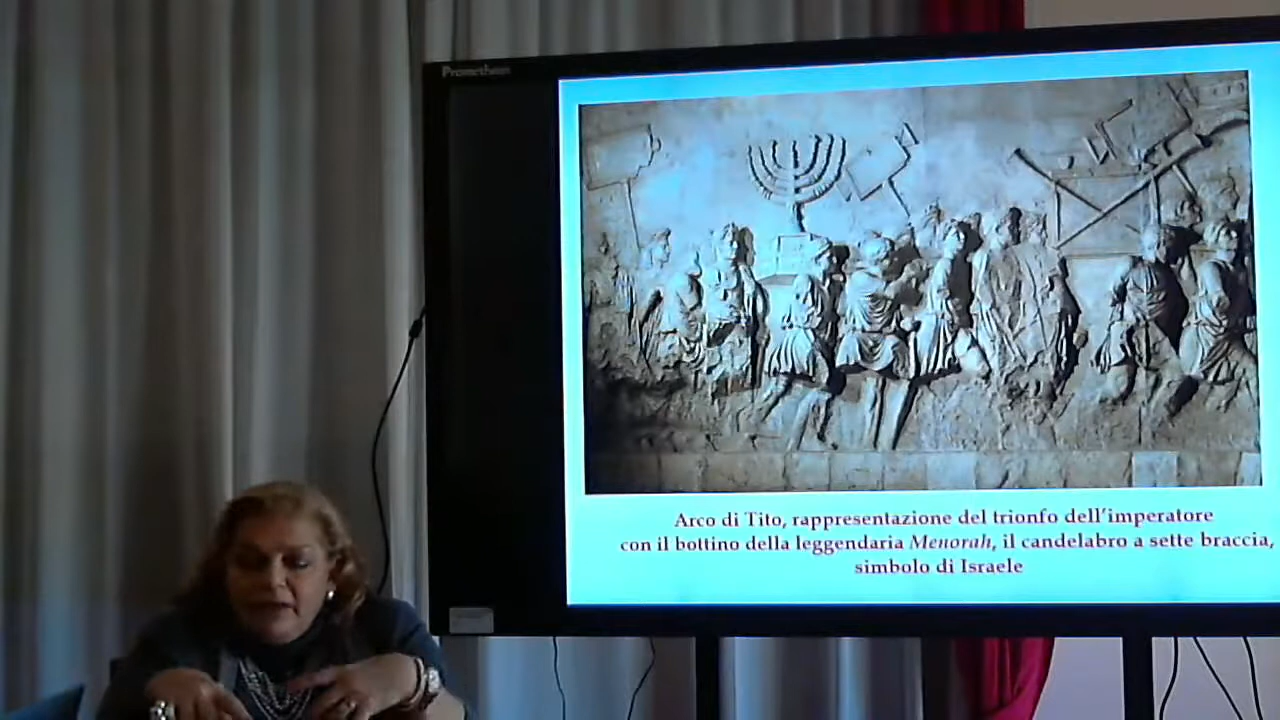 Promethean
Arco di Tito, rappresentazione del trionfo dell'imperatore
con il bottino della leggendaria Menorah, il candelabro a sette braccia,
simbolo di Israele